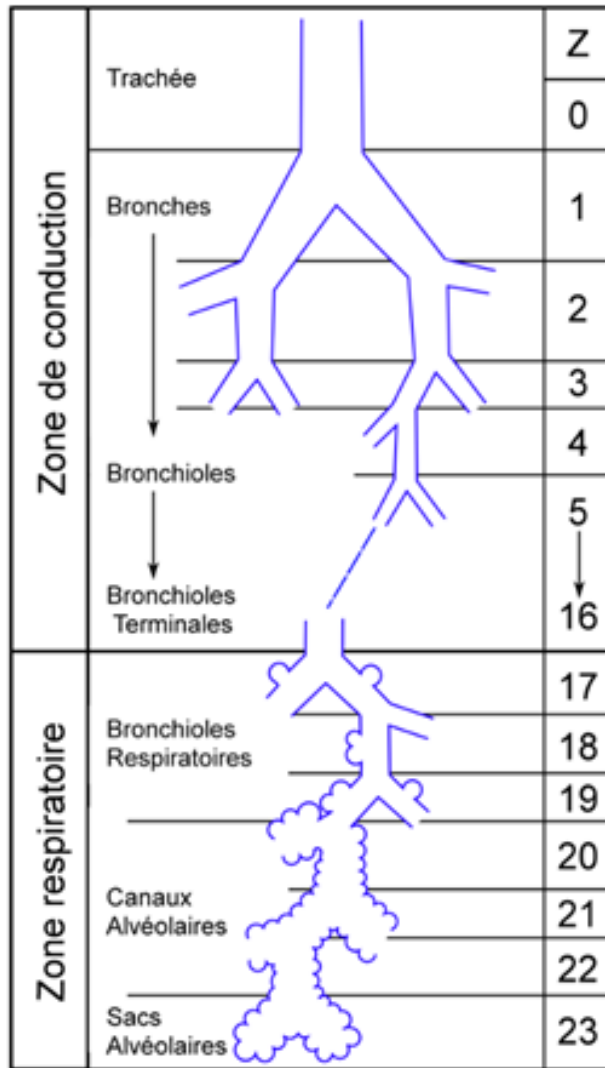 Zone de conduction
Trachée
Z
0
Bronches
1
2
3
4
Bronchioles
5
Bronchioles
Terminales
16
Zone respiratoire
17
Bronchioles
Respiratoires
18
19
20
Canaux
Alvéolaires
21
22
Sacs
Alvéolaires
23